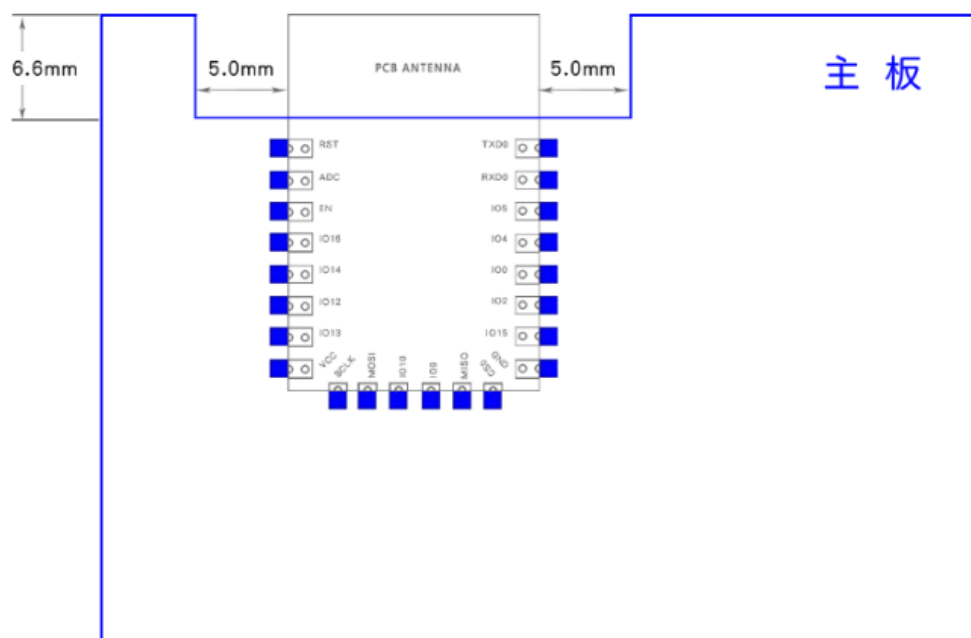 6.6mm
5.0mm
PCB ANTENNA
5.0mm
主 板
RST
TXD0
ADC
RXD0
EN
IO5
IO16
IO4
IO14
IO0
IO12
IO2
IO13
IO15
VCC
SCLK
MOSI
IO10
IO9
MISO
CS0
GND